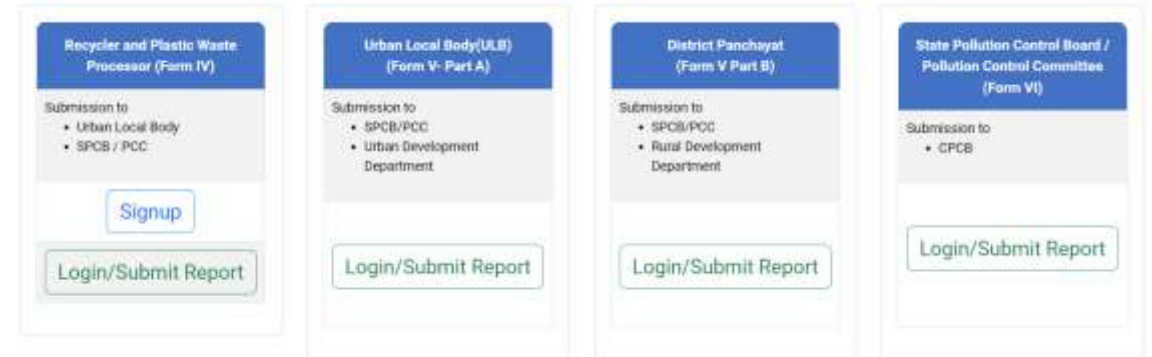 Recycler and Plastic Waste
Processor (Form IV)
Submission to
• Urban Local Body
• SPCB / PCC
Signup
Login/Submit Report
Urban Local Body(ULB)
(Form V- Part A)
Submission to
• SPCB/PCC
• Urban Development
Department
Login/Submit Report
District Panchayat
(Form V Part B)
Submission to
• SPCB/PCC
• Rural Development
Department
Login/Submit Report
State Pollution Control Board /
Pollution Control Committee
(Form VI)
Submission to
• CPCB
Login/Submit Report